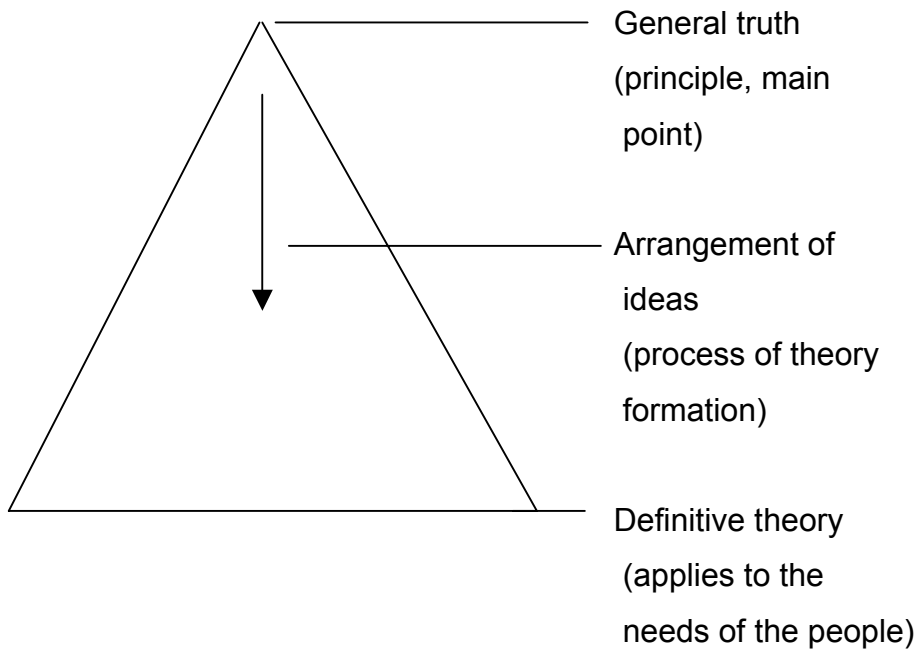 General truth
(principle, main
point)
Arrangement of
ideas
(process of theory
formation)
Definitive theory
(applies to the
needs of the people)